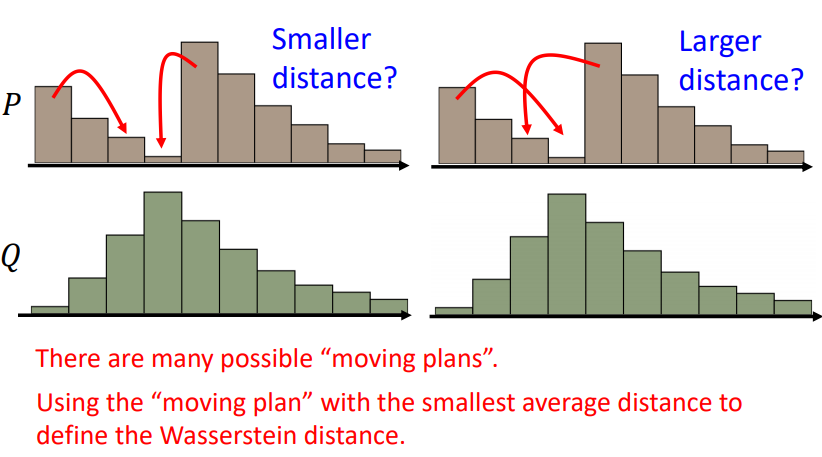 Smaller
distance?
Larger
distance?
P
Q
There are many possible “moving plans”.
Using the “moving plan” with the smallest average distance to
define the Wasserstein distance.